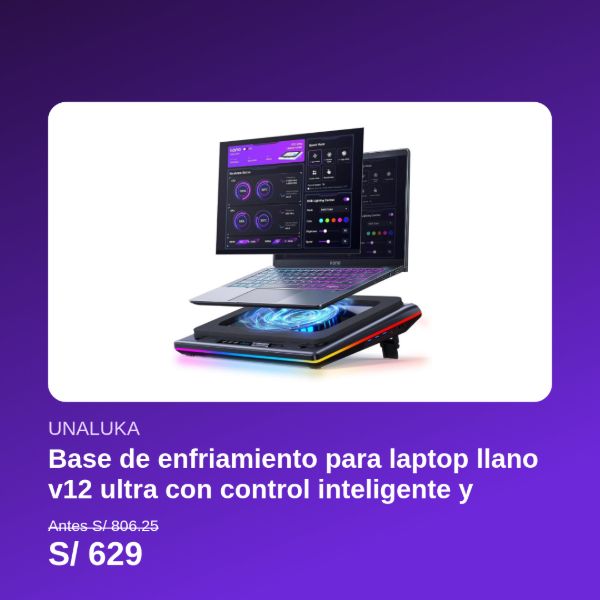 UNALUKA
Base de enfriamiento para laptop llano
v12 ultra con control inteligente y
Antes S/ 806.25
S/ 629